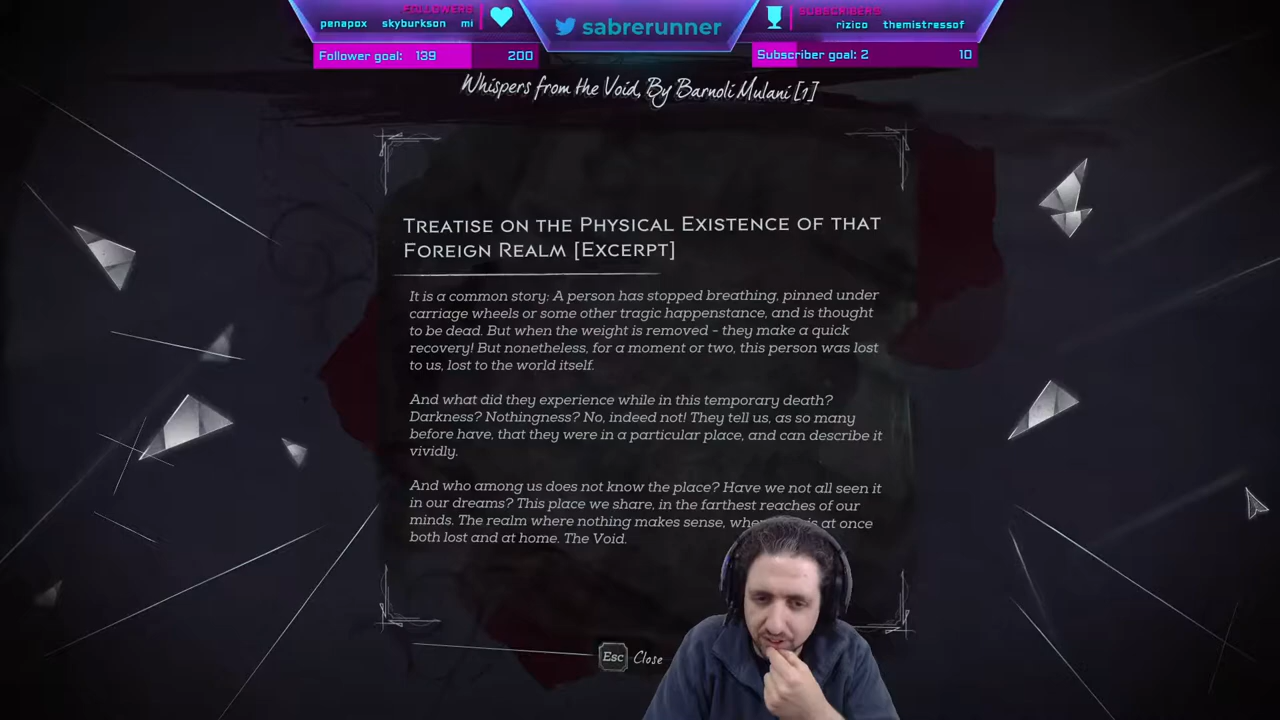 FOLLOWERS
penapox skyburkson mi
Follower goal: 139 200
sabrerunner
SUBSCRIBERS
rizico themistressof
Subscriber goal: 2 10
Whispers from the Void, By Barnoli Mulani [1]
TREATISE ON THE PHYSICAL EXISTENCE OF THAT
FOREIGN REALM [EXCERPT]
It is a common story: A person has stopped breathing, pinned under
carriage wheels or some other tragic happenstance, and is thought
to be dead. But when the weight is removed - they make a quick
recovery! But nonetheless, for a moment or two, this person was lost
to us, lost to the world itself.
And what did they experience while in this temporary death?
Darkness? Nothingness? No, indeed not! They tell us, as so many
before have, that they were in a particular place, and can describe it
vividly.
And who among us does not know the place? Have we not all seen it
in our dreams? This place we share, in the farthest reaches of our
minds. The realm where nothing makes sense, at once
both lost and at home. The Void.
Esc Close